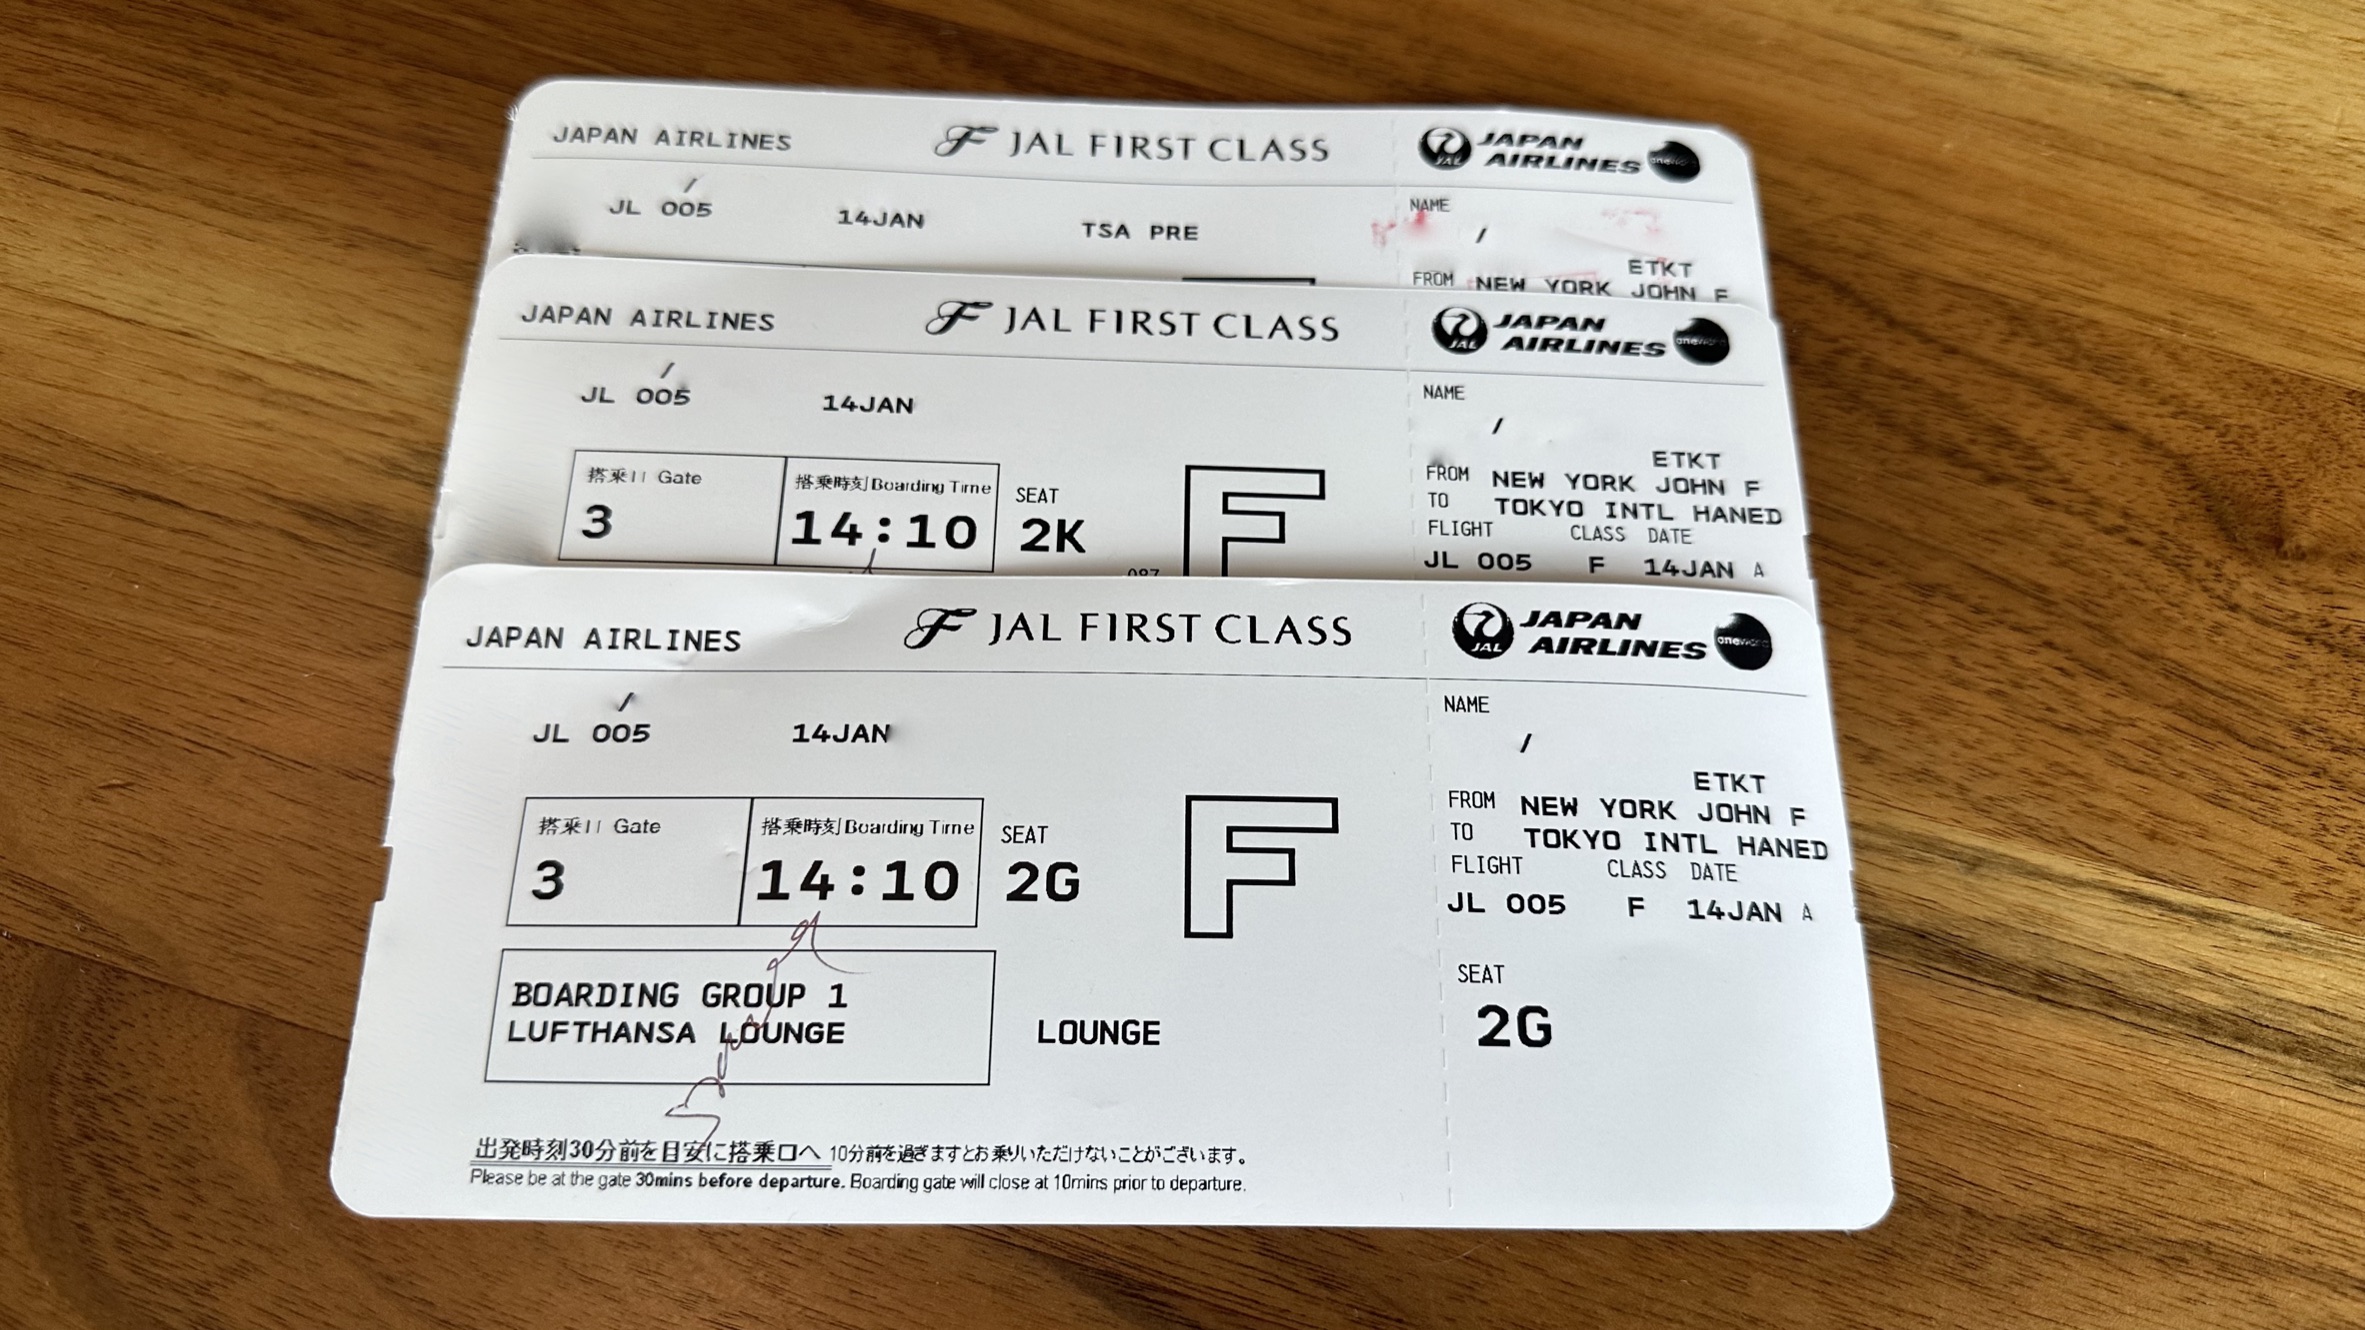 JAPAN AIRLINES
JAL FIRST CLASS
JAL
JAPAN
AIRLINES
/
JL 005 14JAN TSA PRE
NAME
/
ETKT
FROM NEW YORK JOHN F
JAPAN AIRLINES
JAL FIRST CLASS
JAL
JAPAN
AIRLINES
/
JL 005 14JAN
Gate
3
搭乗時刻 Boarding Time
14:10
SEAT
2K
F
NAME
/
ETKT
FROM NEW YORK JOHN F
TO TOKYO INTL HANED
FLIGHT CLASS DATE
JL 005 F 14JAN A
JAPAN AIRLINES
JAL FIRST CLASS
JAL
JAPAN
AIRLINES
/
JL 005 14JAN
Gate
3
搭乗時刻 Boarding Time
14:10
SEAT
2G
F
BOARDING GROUP 1
LUFTHANSA LOUNGE
LOUNGE
出発時刻30分前を目安に搭乗口へ 10分前を過ぎますとお乗りいただけないことがございます。
Please be at the gate 30mins before departure. Boarding gate will close at 10mins prior to departure.
NAME
/
ETKT
FROM NEW YORK JOHN F
TO TOKYO INTL HANED
FLIGHT CLASS DATE
JL 005 F 14JAN A
SEAT
2G